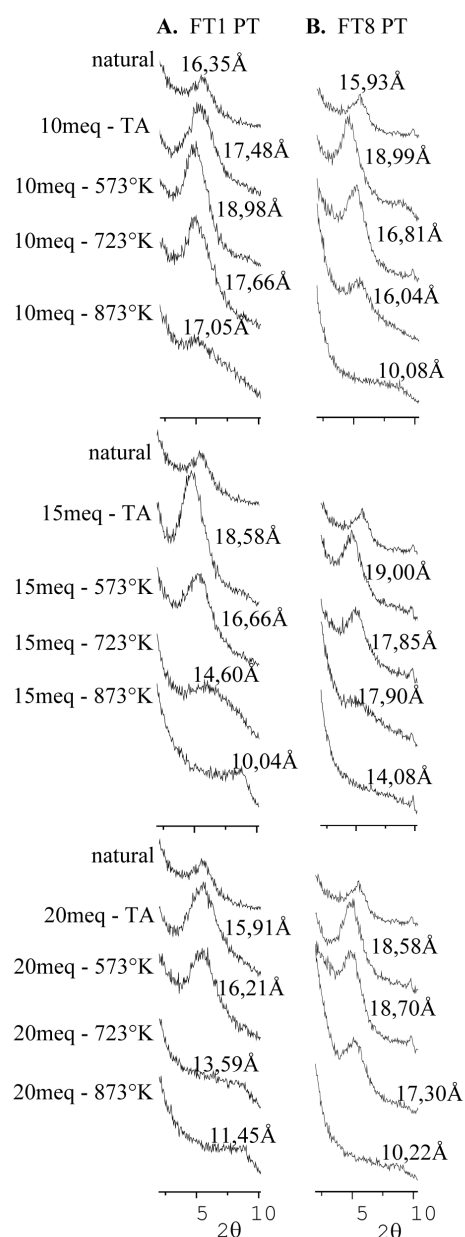 A. FT1 PT B. FT8 PT
natural 16,35Å 15,93Å
10meq - TA 17,48Å 18,99Å
10meq - 573°K 18,98Å 16,81Å
10meq - 723°K 17,66Å 16,04Å
10meq - 873°K 17,05Å 10,08Å
natural
15meq - TA 18,58Å 19,00Å
15meq - 573°K 16,66Å 17,85Å
15meq - 723°K 14,60Å 17,90Å
15meq - 873°K 10,04Å 14,08Å
natural
20meq - TA 15,91Å 18,58Å
20meq - 573°K 16,21Å 18,70Å
20meq - 723°K 13,59Å 17,30Å
20meq - 873°K 11,45Å 10,22Å
5 10 5 10
2θ 2θ